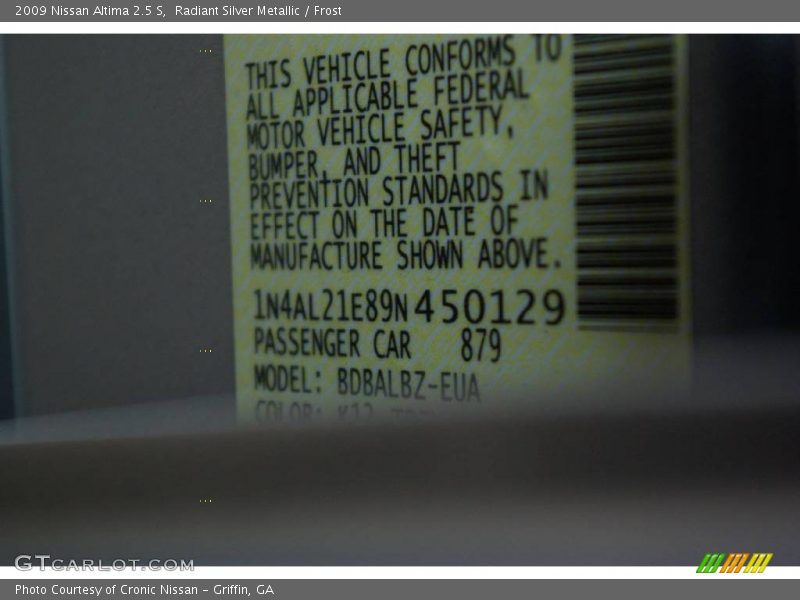 2009 Nissan Altima 2.5 S,  Radiant Silver Metallic / Frost
THIS VEHICLE CONFORMS TO
ALL APPLICABLE FEDERAL
MOTOR VEHICLE SAFETY,
BUMPER, AND THEFT
PREVENTION STANDARDS IN
EFFECT ON THE DATE OF
MANUFACTURE SHOWN ABOVE.
1N4AL21E89N450129
PASSENGER CAR 879
MODEL: BDBALBZ-EUA
COLOR: K12
GTCARLOT.COM
Photo Courtesy of Cronic Nissan – Griffin, GA